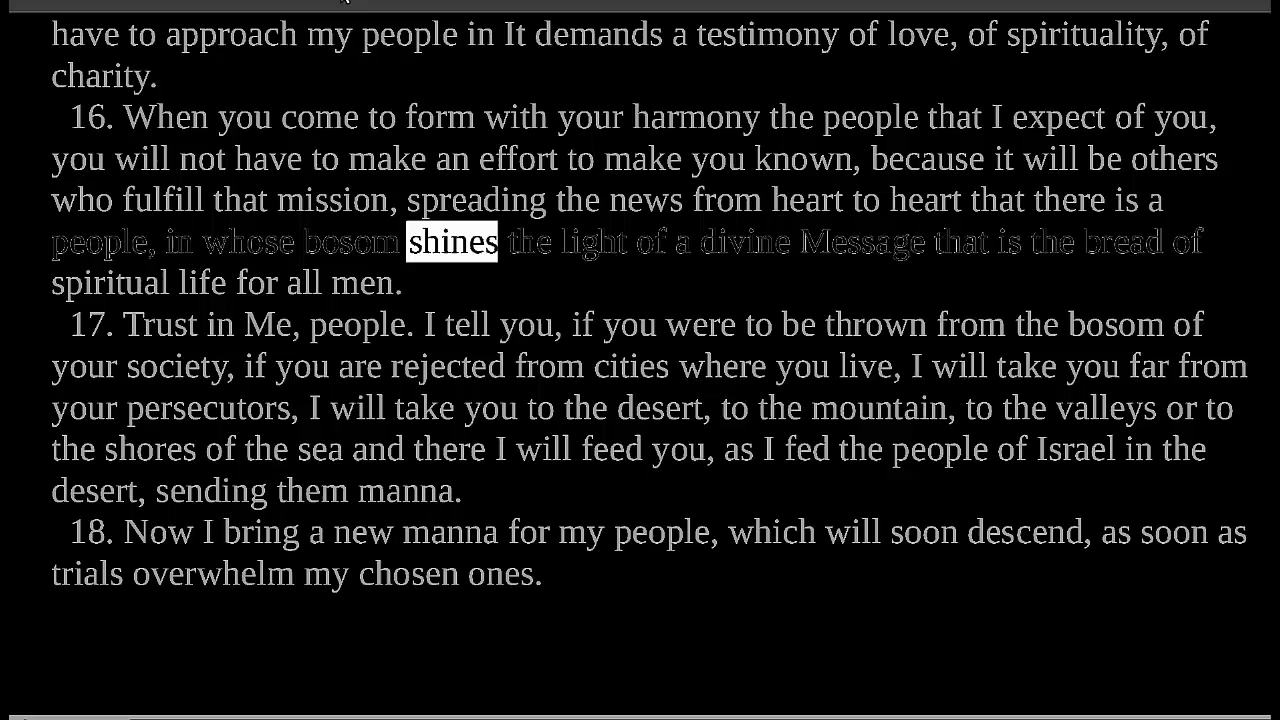 have to approach my people in It demands a testimony of love, of spirituality, of
charity.
16. When you come to form with your harmony the people that I expect of you,
you will not have to make an effort to make you known, because it will be others
who fulfill that mission, spreading the news from heart to heart that there is a
people, in whose bosom shines the light of a divine Message that is the bread of
spiritual life for all men.
17. Trust in Me, people. I tell you, if you were to be thrown from the bosom of
your society, if you are rejected from cities where you live, I will take you far from
your persecutors, I will take you to the desert, to the mountain, to the valleys or to
the shores of the sea and there I will feed you, as I fed the people of Israel in the
desert, sending them manna.
18. Now I bring a new manna for my people, which will soon descend, as soon as
trials overwhelm my chosen ones.